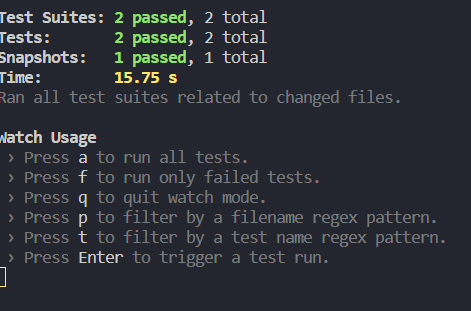 Test Suites: 2 passed, 2 total
Tests:       2 passed, 2 total
Snapshots:   1 passed, 1 total
Time:        15.75 s
Ran all test suites related to changed files.

Watch Usage
 › Press a to run all tests.
 › Press f to run only failed tests.
 › Press q to quit watch mode.
 › Press p to filter by a filename regex pattern.
 › Press t to filter by a test name regex pattern.
 › Press Enter to trigger a test run.